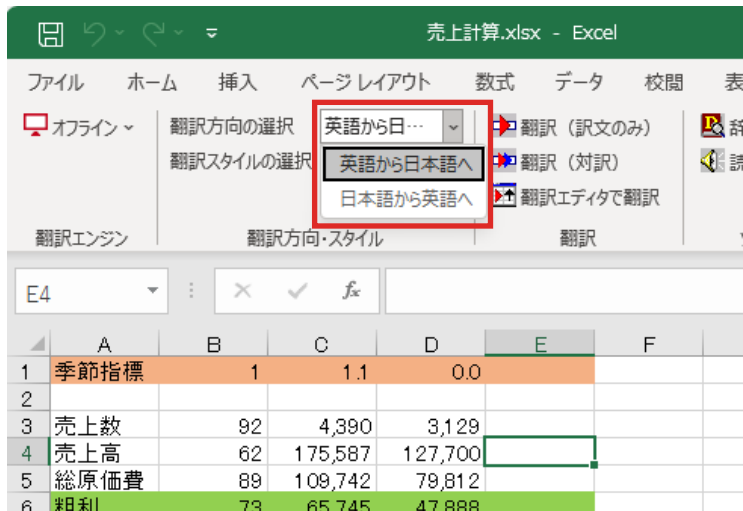 売上計算.xlsx - Excel
ファイル ホーム 挿入 ページ レイアウト 数式 データ 校閲 表
オフライン 翻訳方向の選択 英語から日… 翻訳（訳文のみ） 辞
翻訳スタイルの選択 英語から日本語へ 翻訳（対訳） 読
日本語から英語へ 翻訳エディタで翻訳
翻訳エンジン 翻訳方向・スタイル 翻訳
E4 fx
A B C D E F
1 季節指標 1 1.1 0.0
2
3 売上数 92 4,390 3,129
4 売上高 62 175,587 127,700
5 総原価費 89 109,742 79,812
6 粗利 73 65,745 47,888